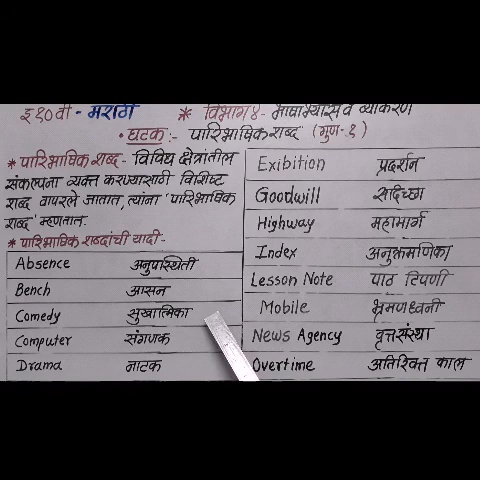 इ १० वी - मराठी * विभाग ४ - भाषाभ्यास व व्याकरण
• घटक :- पारिभाषिक शब्द (गुण-१)
* पारिभाषिक शब्द - विविध क्षेत्रांतील
संकल्पना व्यक्त करण्यासाठी विशिष्ट
शब्द वापरले जातात, त्यांना 'पारिभाषिक
शब्द' म्हणतात.
* पारिभाषिक शब्दांची यादी -
Absence अनुपस्थिती
Bench आसन
Comedy सुखात्मिका
Computer संगणक
Drama नाटक
Exibition प्रदर्शन
Goodwill सदिच्छा
Highway महामार्ग
Index अनुक्रमणिका
Lesson Note पाठ टिपणी
Mobile भ्रमणध्वनी
News Agency वृत्तसंस्था
Overtime अतिरिक्त काल